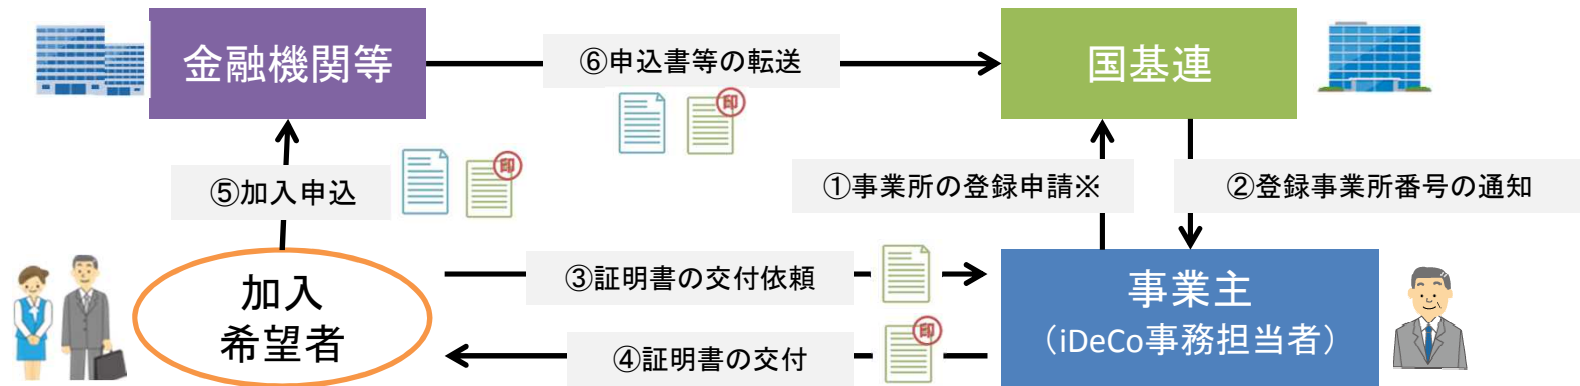 金融機関等
⑥申込書等の転送
国基連
印
印
⑤加入申込
①事業所の登録申請※
②登録事業所番号の通知
加入
希望者
③証明書の交付依頼
事業主
（iDeCo事務担当者）
印
④証明書の交付